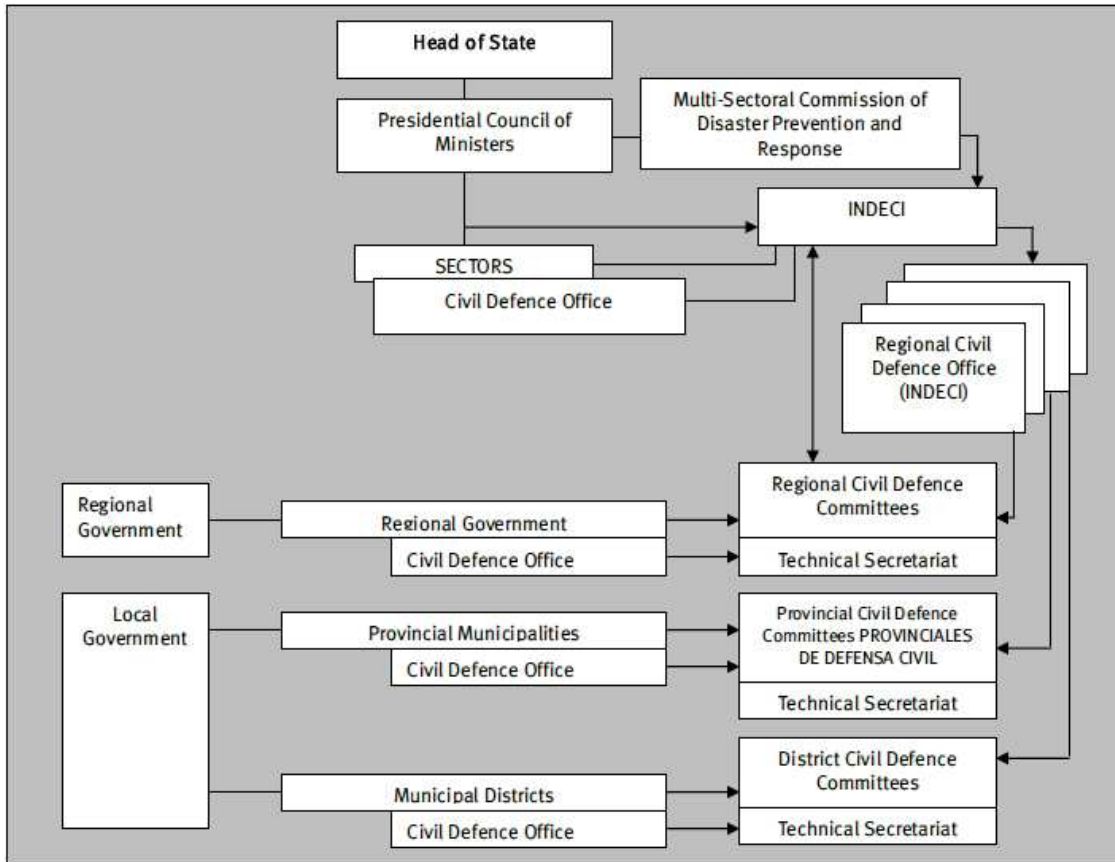 Head of State
Presidential Council of
Ministers
Multi-Sectoral Commission of
Disaster Prevention and
Response
INDECI
SECTORS
Civil Defence Office
Regional Civil
Defence Office
(INDECI)
Regional
Government
Regional Government
Civil Defence Office
Regional Civil Defence
Committees
Technical Secretariat
Local
Government
Provincial Municipalities
Civil Defence Office
Provincial Civil Defence
Committees PROVINCIALES
DE DEFENSA CIVIL
Technical Secretariat
Municipal Districts
Civil Defence Office
District Civil Defence
Committees
Technical Secretariat